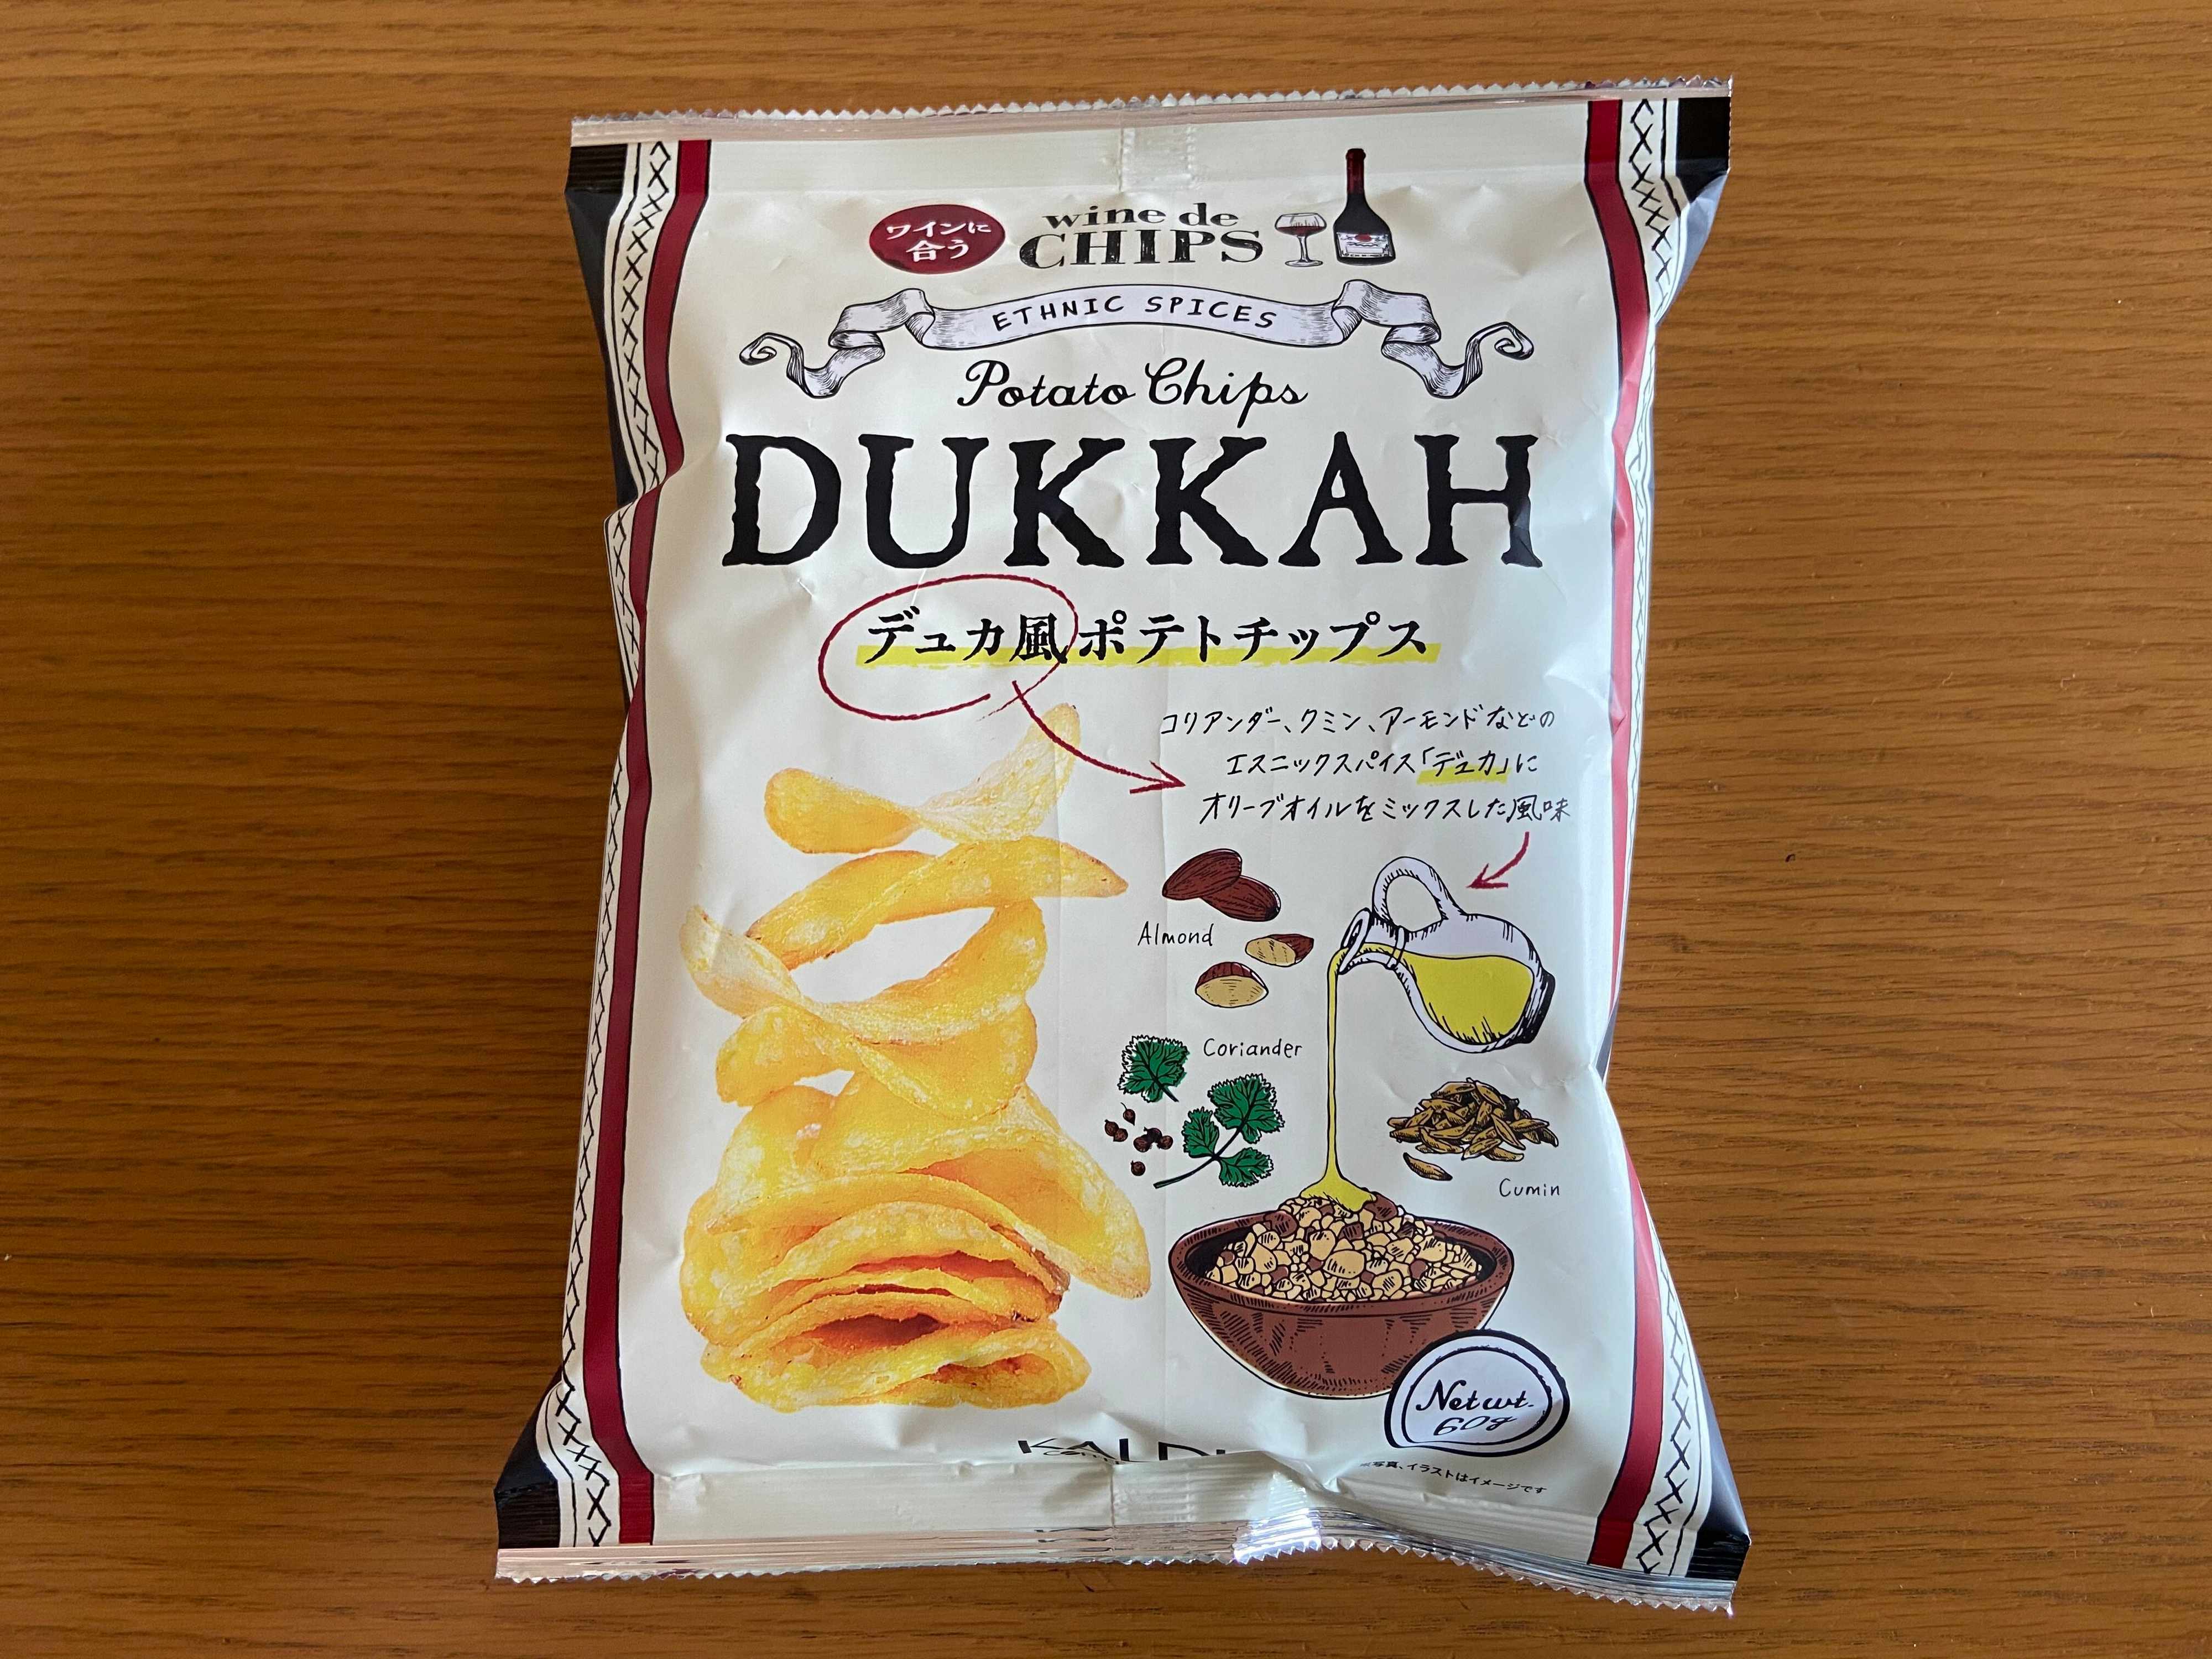 ワインに
合う
wine de
CHIPS
ETHNIC SPICES
Potato Chips
DUKKAH
デュカ風ポテトチップス
コリアンダー、クミン、アーモンドなどの
エスニックスパイス「デュカ」に
オリーブオイルをミックスした風味
Almond
Coriander
Cumin
Net wt.
60g
KALDI
※写真、イラストはイメージです